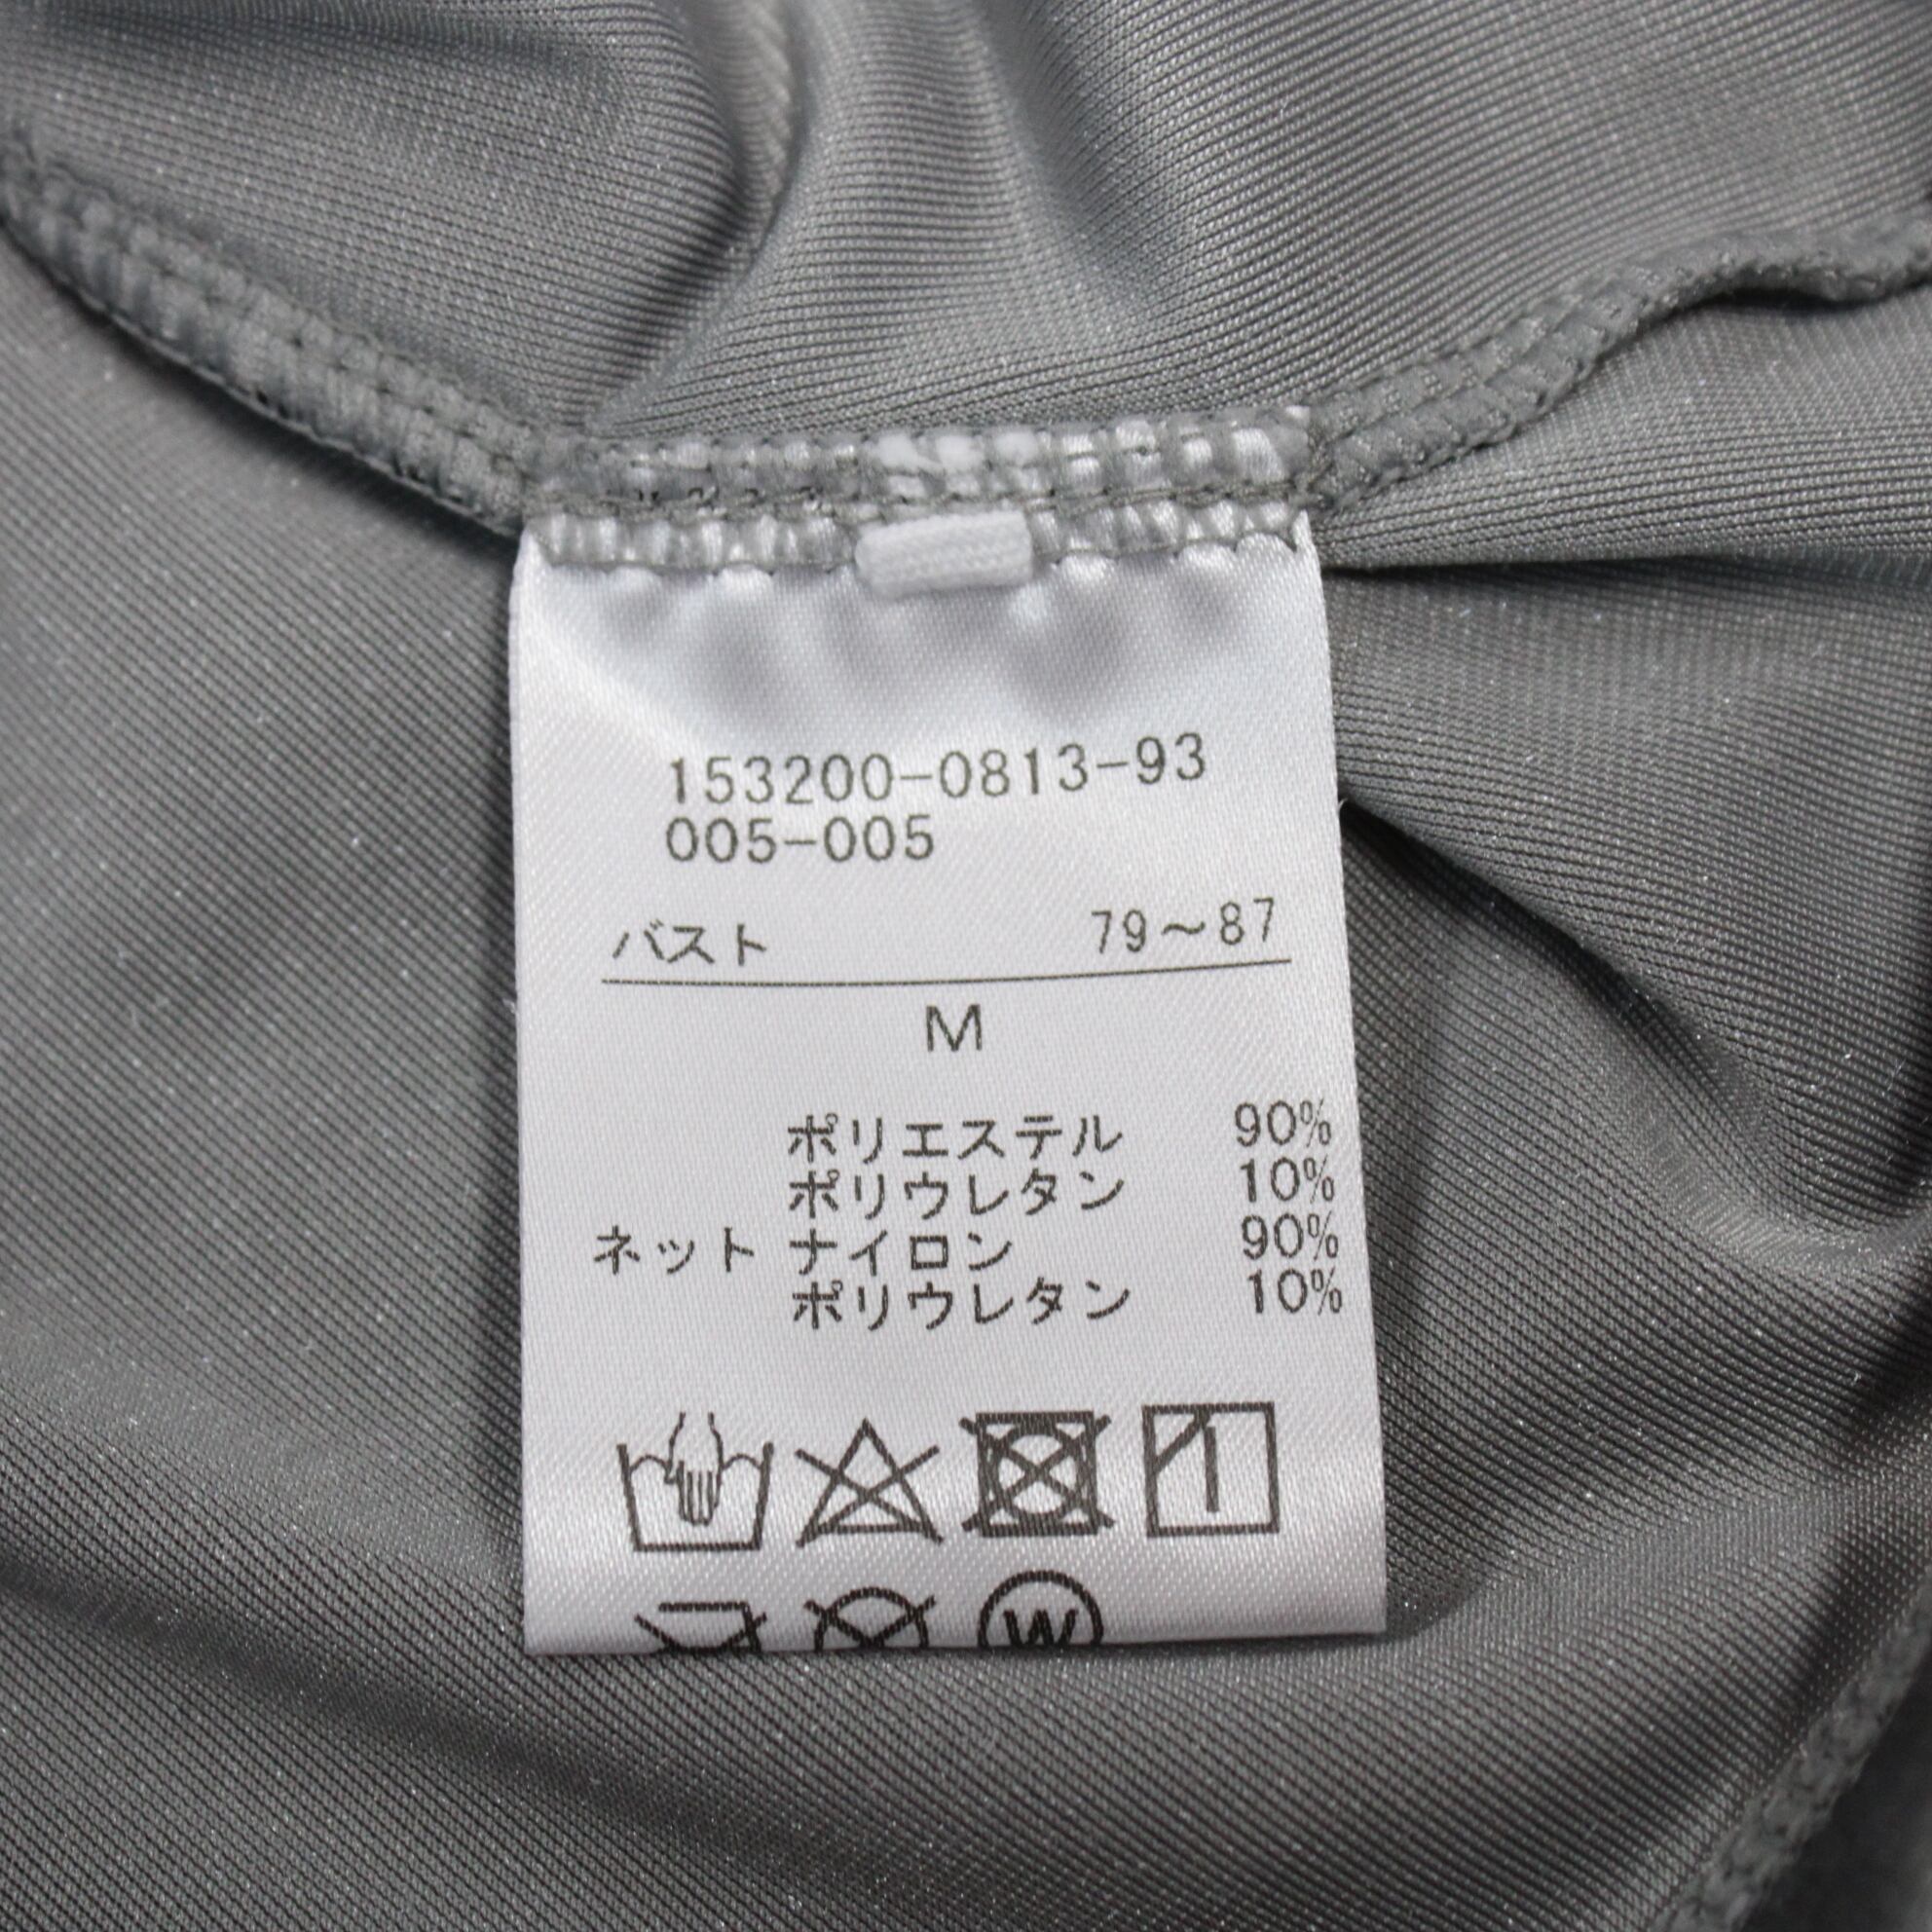 153200-0813-93
005-005
バスト 79～87
M
ポリエステル 90%
ポリウレタン 10%
ネット ナイロン 90%
ポリウレタン 10%
W